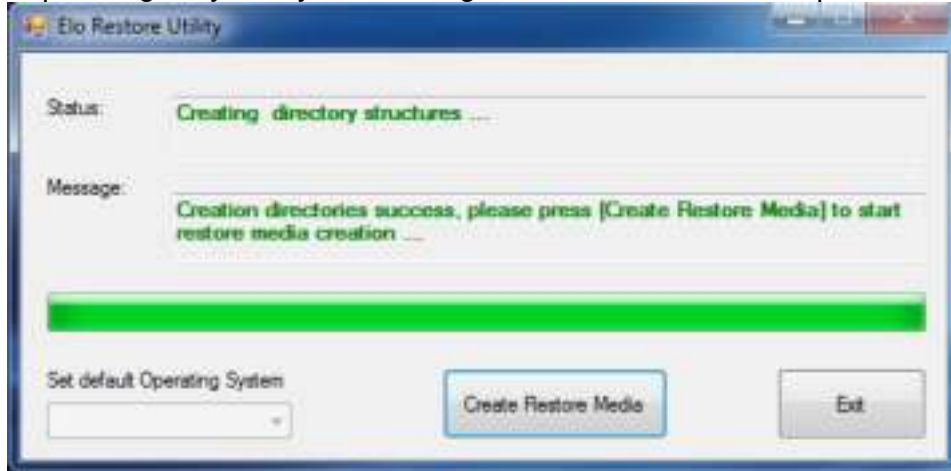 Elo Restore Utility
Status:
Creating directory structures ....
Message:
Creation directories success, please press [Create Restore Media] to start
restore media creation ....
Set default Operating System
Create Restore Media
Exit